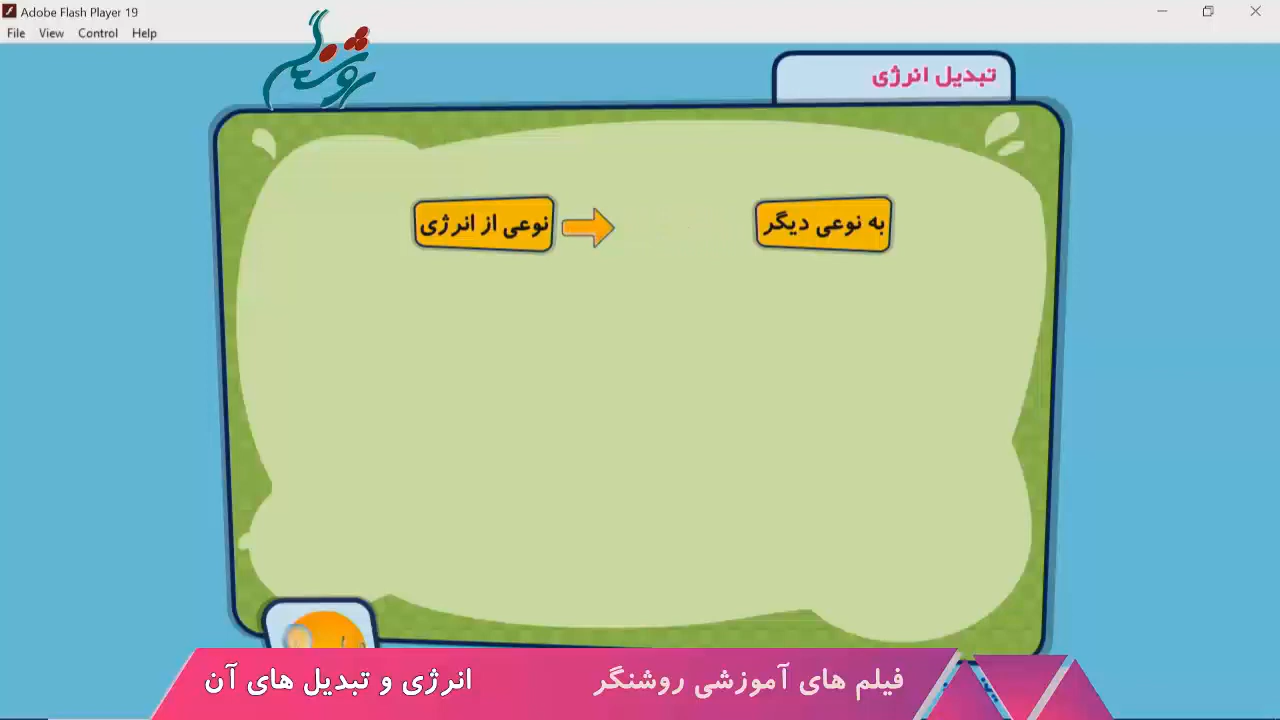 Adobe Flash Player 19
File View Control Help
روشنگر
تبدیل انرژی
نوعی از انرژی
به نوعی دیگر
فیلم های آموزشی روشنگر
انرژی و تبدیل های آن